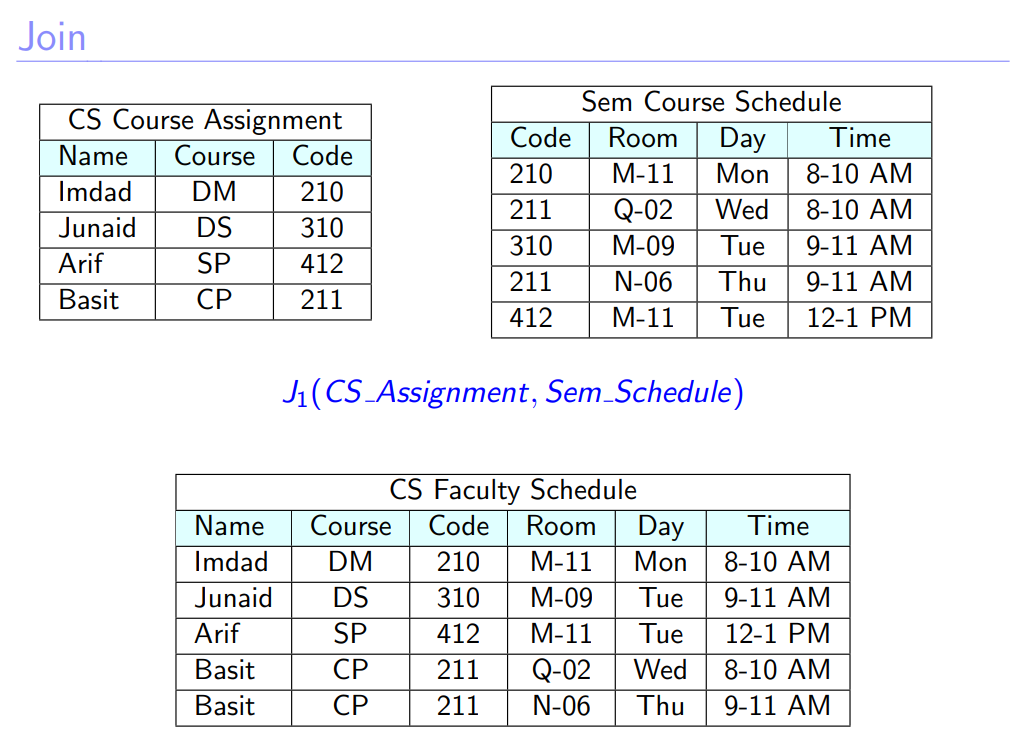 Join
CS Course Assignment
Name Course Code
Imdad DM 210
Junaid DS 310
Arif SP 412
Basit CP 211
Sem Course Schedule
Code Room Day Time
210 M-11 Mon 8-10 AM
211 Q-02 Wed 8-10 AM
310 M-09 Tue 9-11 AM
211 N-06 Thu 9-11 AM
412 M-11 Tue 12-1 PM
J₁(CS_Assignment, Sem_Schedule)
CS Faculty Schedule
Name Course Code Room Day Time
Imdad DM 210 M-11 Mon 8-10 AM
Junaid DS 310 M-09 Tue 9-11 AM
Arif SP 412 M-11 Tue 12-1 PM
Basit CP 211 Q-02 Wed 8-10 AM
Basit CP 211 N-06 Thu 9-11 AM